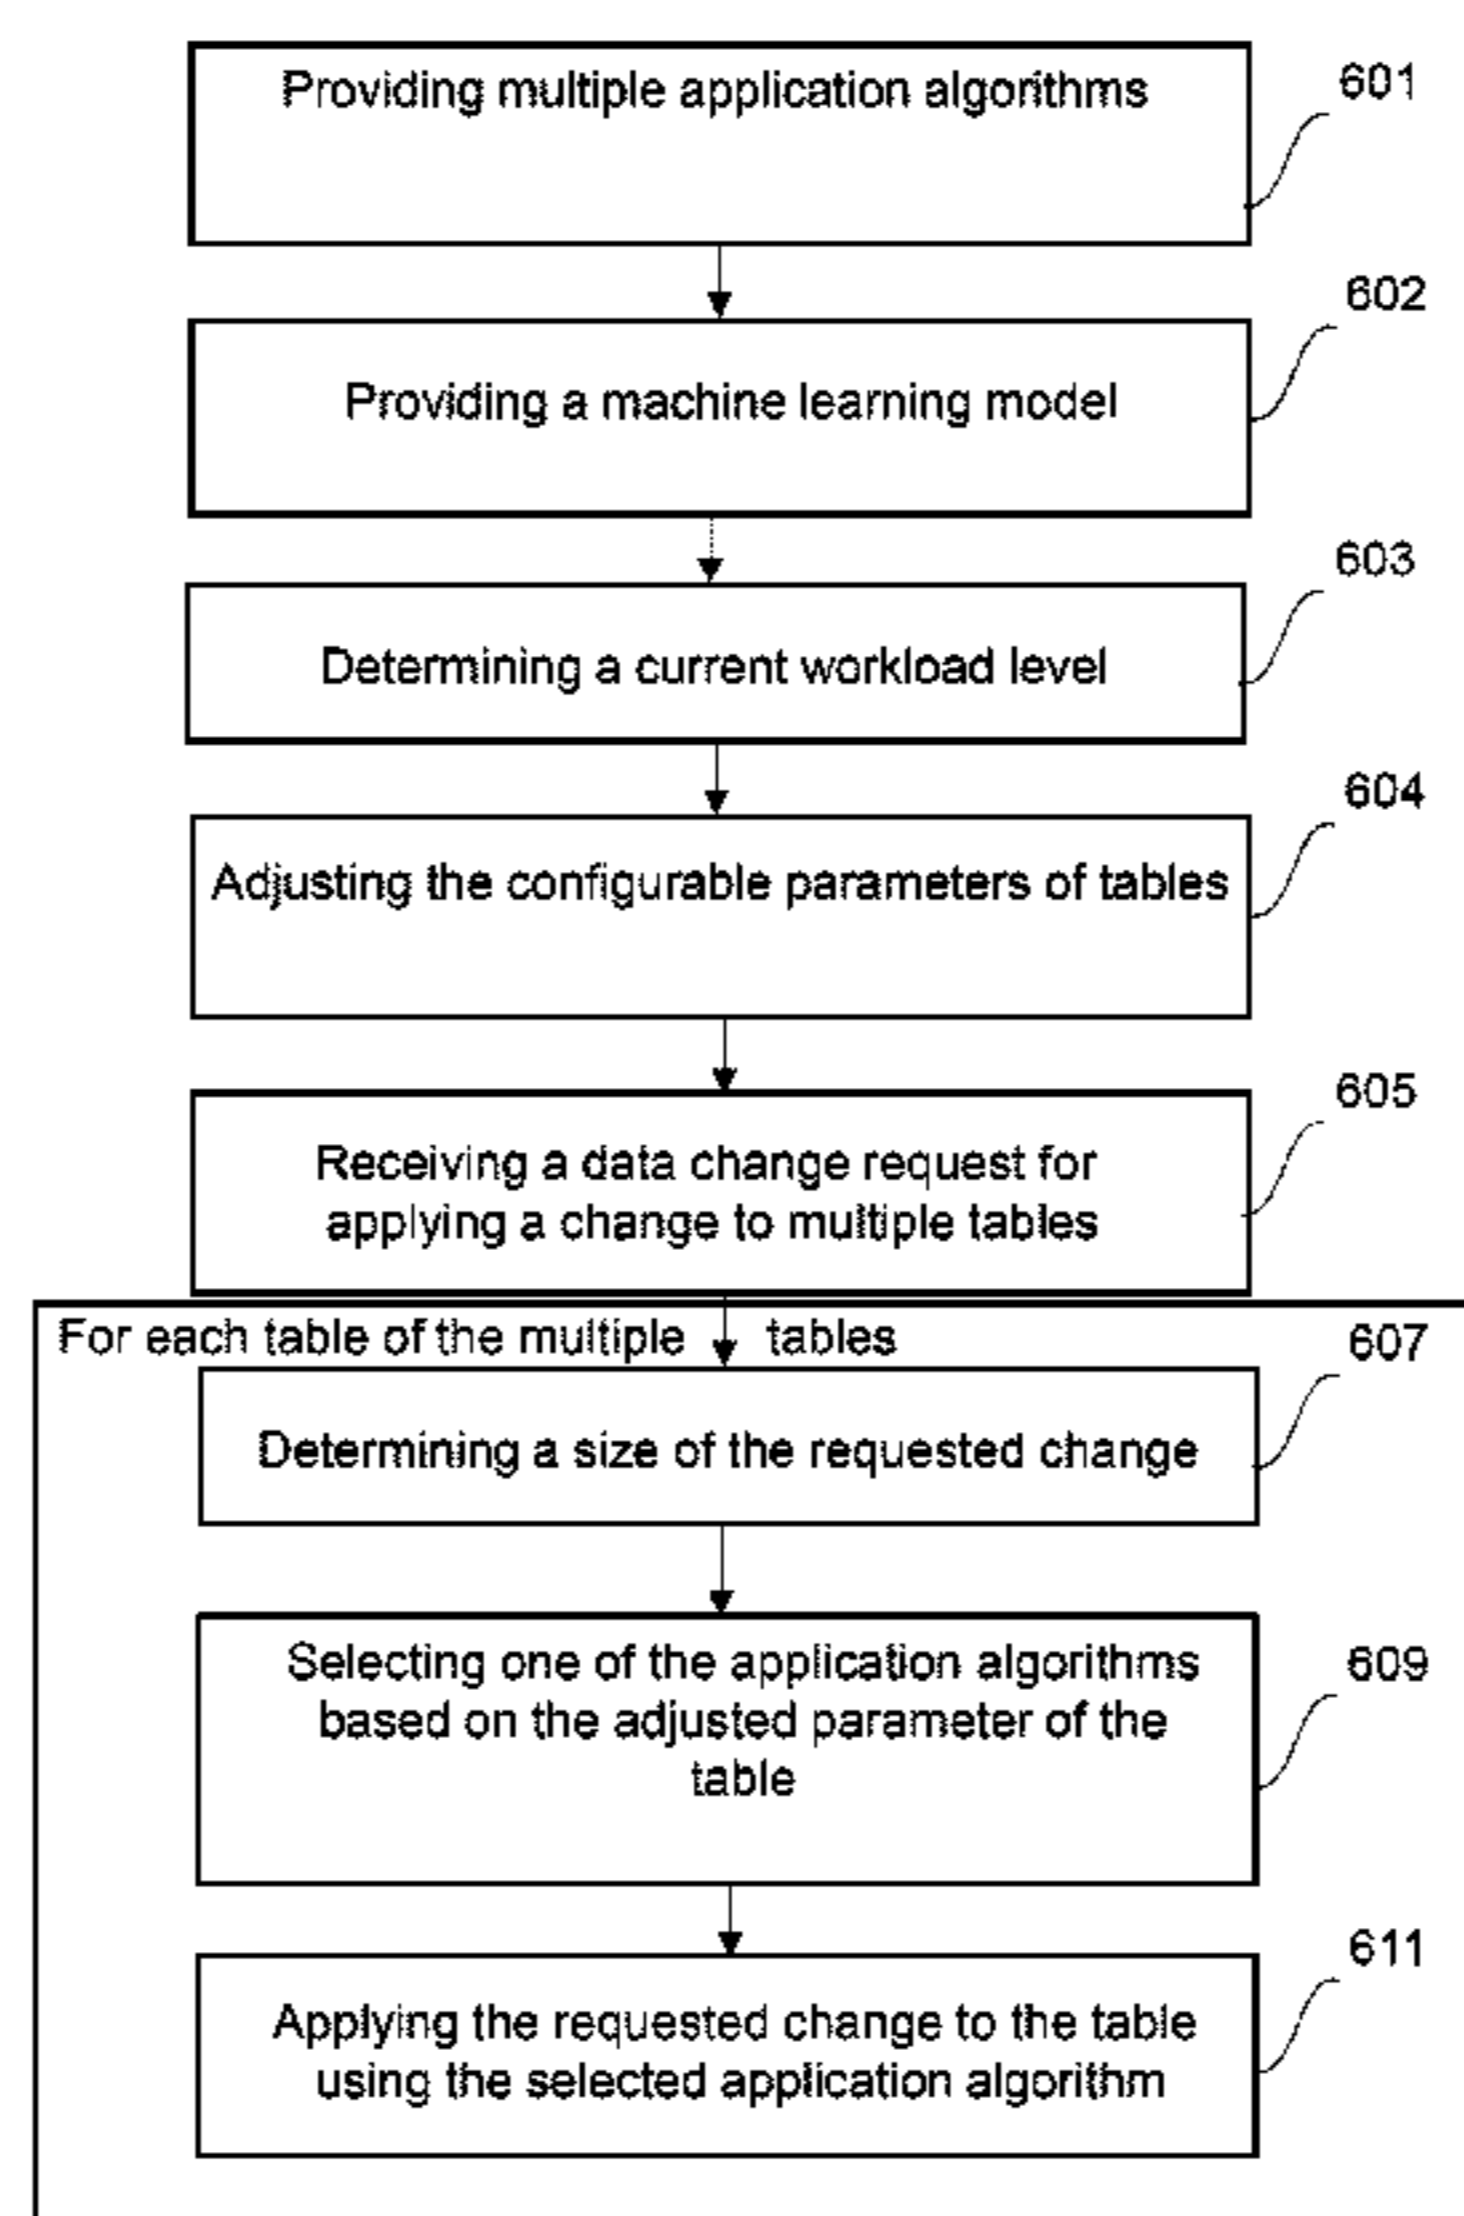 Providing multiple application algorithms
601
602
Providing a machine learning model
603
Determining a current workload level
604
Adjusting the configurable parameters of tables
605
Receiving a data change request for
applying a change to multiple tables
For each table of the multiple tables
607
Determining a size of the requested change
Selecting one of the application algorithms
609
based on the adjusted parameter of the
table
611
Applying the requested change to the table
using the selected application algorithm